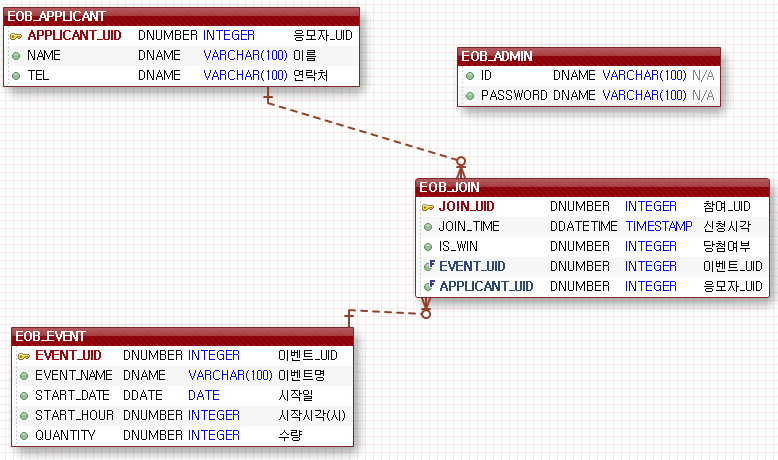 EOB_APPLICANT
APPLICANT_UID DNUMBER INTEGER 응모자_UID
NAME DNAME VARCHAR(100) 이름
TEL DNAME VARCHAR(100) 연락처
EOB_ADMIN
ID DNAME VARCHAR(100) N/A
PASSWORD DNAME VARCHAR(100) N/A
EOB_JOIN
JOIN_UID DNUMBER INTEGER 참여_UID
JOIN_TIME DDATETIME TIMESTAMP 신청시각
IS_WIN DNUMBER INTEGER 당첨여부
F EVENT_UID DNUMBER INTEGER 이벤트_UID
F APPLICANT_UID DNUMBER INTEGER 응모자_UID
EOB_EVENT
EVENT_UID DNUMBER INTEGER 이벤트_UID
EVENT_NAME DNAME VARCHAR(100) 이벤트명
START_DATE DDATE DATE 시작일
START_HOUR DNUMBER INTEGER 시작시각(시)
QUANTITY DNUMBER INTEGER 수량